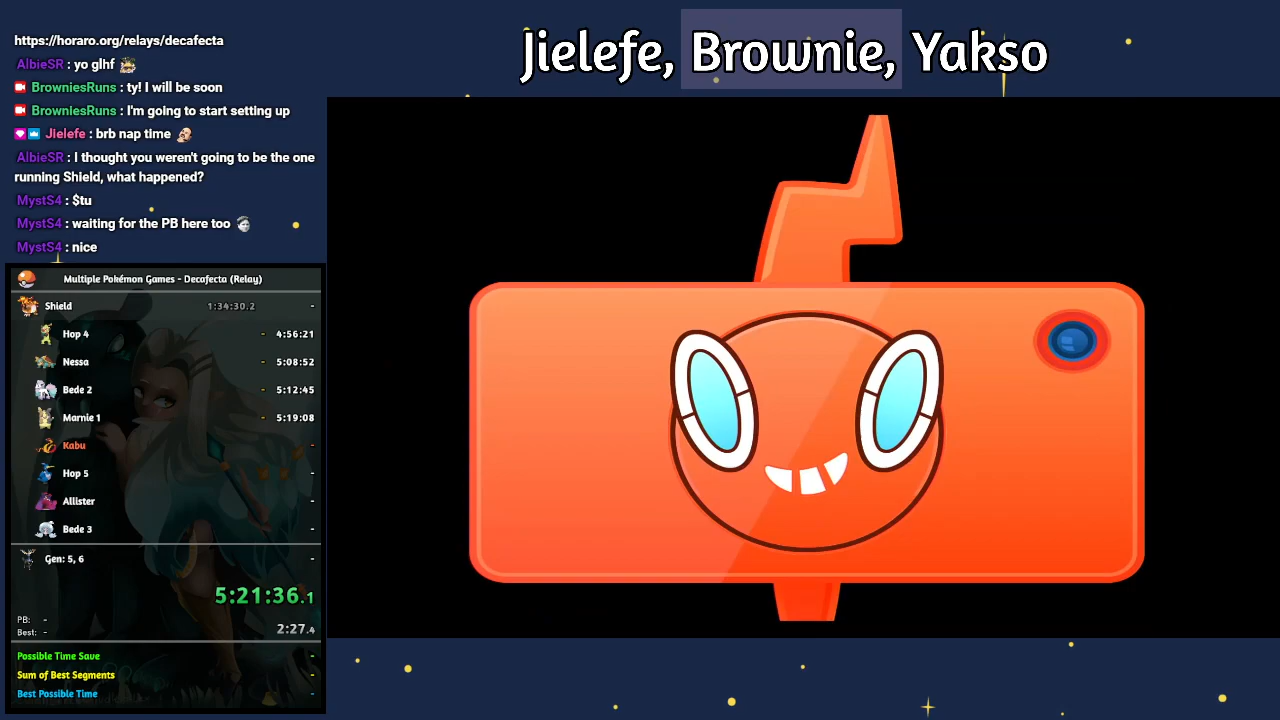 Jielefe, Brownie, Yakso
https://horaro.org/relays/decafecta
AlbieSR : yo glhf
BrowniesRuns : ty! I will be soon
BrowniesRuns : I'm going to start setting up
Jielefe : brb nap time
AlbieSR : I thought you weren't going to be the one
running Shield, what happened?
MystS4 : $tu
MystS4 : waiting for the PB here too
MystS4 : nice
Multiple Pokémon Games - Decafecta (Relay)
Shield 1:34:30.2 -
Hop 4 - 4:56:21
Nessa - 5:08:52
Bede 2 - 5:12:45
Marnie 1 - 5:19:08
Kabu -
Hop 5 -
Allister -
Bede 3 -
Gen: 5, 6 -
5:21:36.1
PB: -
Best: - 2:27.4
Possible Time Save -
Sum of Best Segments -
Best Possible Time -